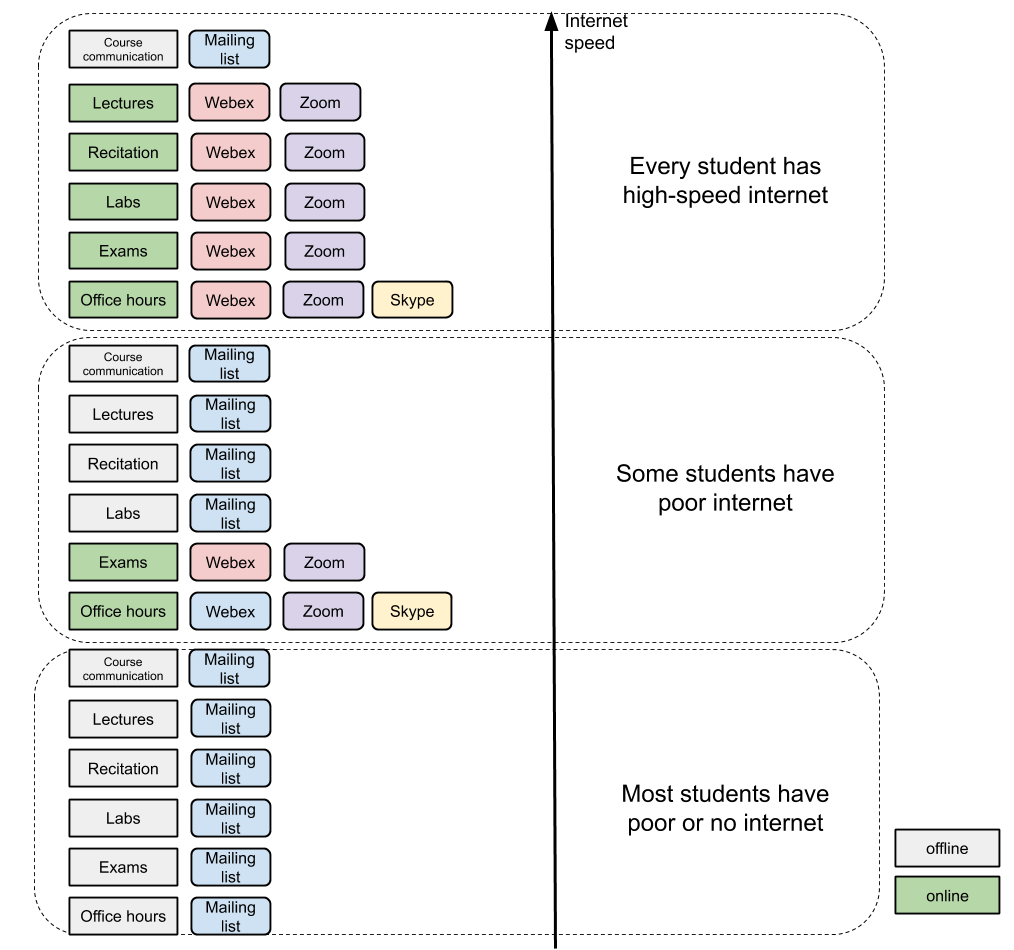 Internet
speed
Course
communication
Mailing
list
Lectures
Webex
Zoom
Recitation
Webex
Zoom
Labs
Webex
Zoom
Exams
Webex
Zoom
Office hours
Webex
Zoom
Skype
Every student has
high-speed internet
Course
communication
Mailing
list
Lectures
Mailing
list
Recitation
Mailing
list
Labs
Mailing
list
Exams
Webex
Zoom
Office hours
Webex
Zoom
Skype
Some students have
poor internet
Course
communication
Mailing
list
Lectures
Mailing
list
Recitation
Mailing
list
Labs
Mailing
list
Exams
Mailing
list
Office hours
Mailing
list
Most students have
poor or no internet
offline
online